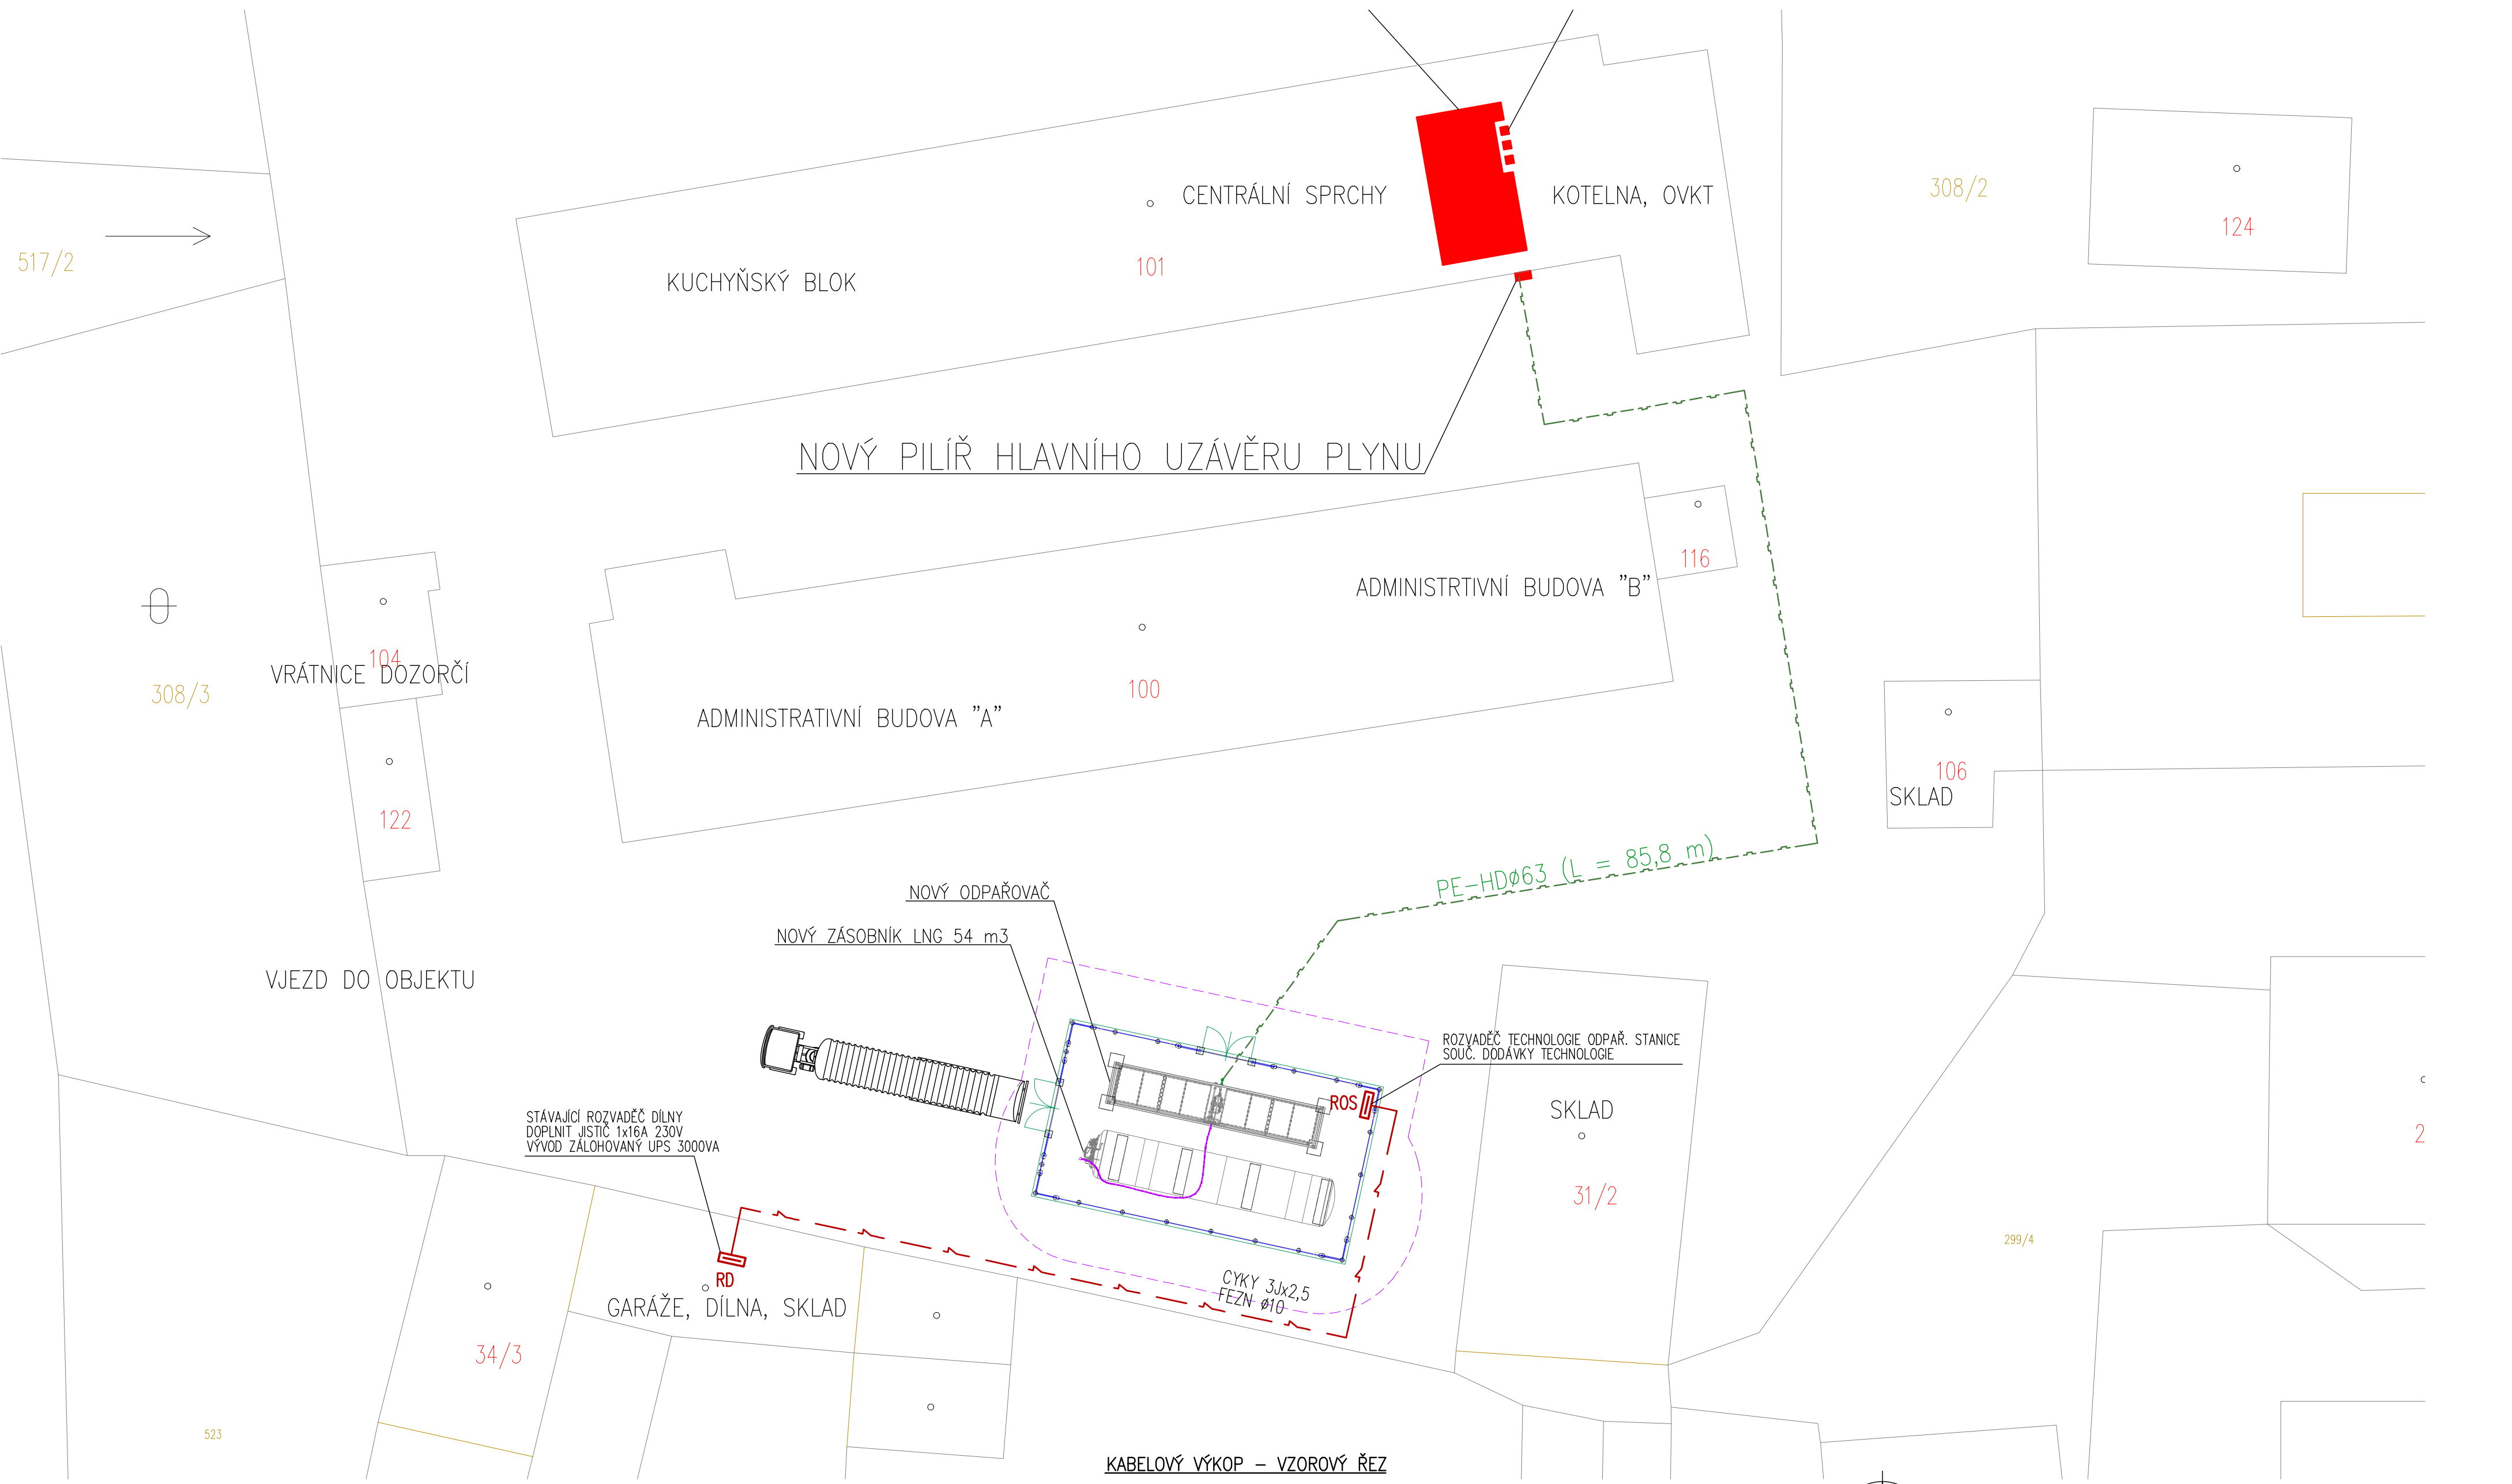 CENTRÁLNÍ SPRCHY
KOTELNA, OVKT
308/2
124
517/2
101
KUCHYŇSKÝ BLOK
NOVÝ PILÍŘ HLAVNÍHO UZÁVĚRU PLYNU
116
ADMINISTRTIVNÍ BUDOVA "B"
104
VRÁTNICE DOZORČÍ
308/3
100
ADMINISTRATIVNÍ BUDOVA "A"
106
SKLAD
122
PE-HDø63 (L = 85,8 m)
NOVÝ ODPAŘOVAČ
NOVÝ ZÁSOBNÍK LNG 54 m3
VJEZD DO OBJEKTU
ROZVADĚČ TECHNOLOGIE ODPAŘ. STANICE
SOUČ. DODÁVKY TECHNOLOGIE
ROS
SKLAD
STÁVAJÍCÍ ROZVADĚČ DÍLNY
DOPLNIT JISTIČ 1x16A 230V
VÝVOD ZÁLOHOVANÝ UPS 3000VA
31/2
299/4
RD
CYKY 3Jx2,5
FEZN ø10
GARÁŽE, DÍLNA, SKLAD
34/3
523
KABELOVÝ VÝKOP - VZOROVÝ ŘEZ